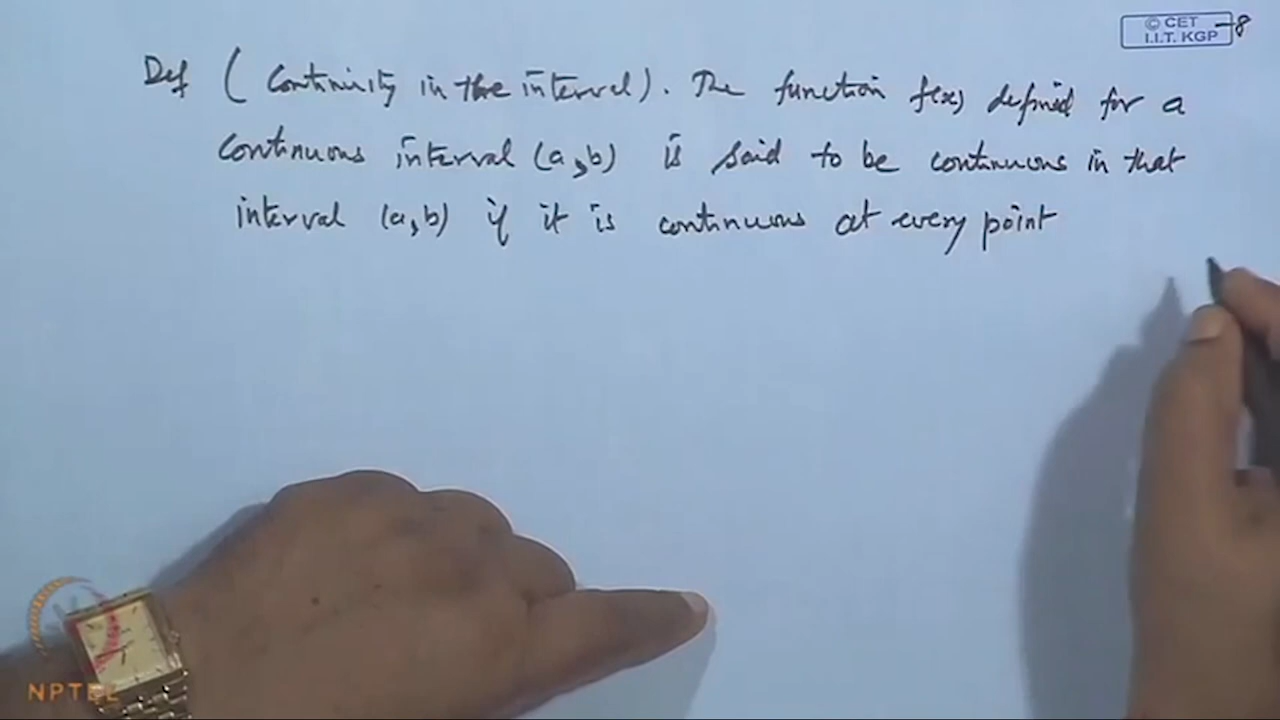 © CET
I.I.T. KGP -8
Def ( Continuity in the interval). The function f(x) defined for a
continuous interval (a,b) is said to be continuous in that
interval (a,b) if it is continuous at every point
NPTEL